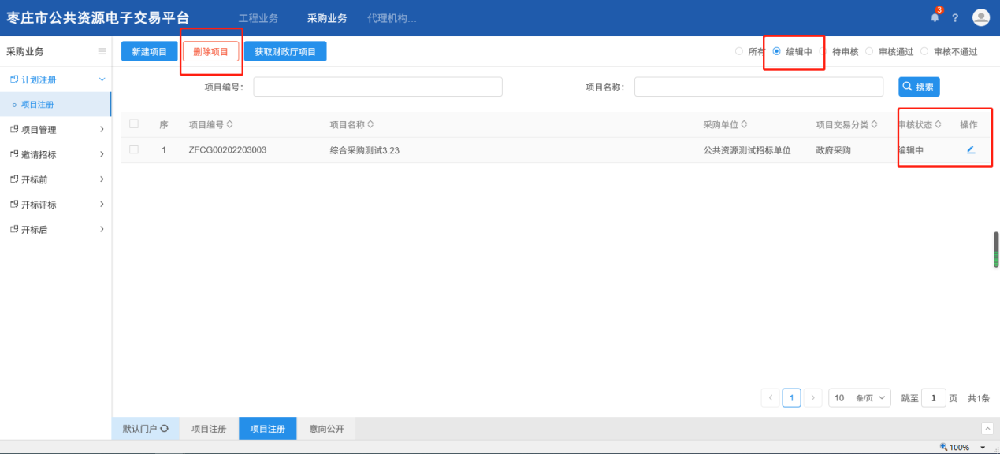 枣庄市公共资源电子交易平台 工程业务 采购业务 代理机构... 3 ?
采购业务
计划注册
项目注册
项目管理
邀请招标
开标前
开标评标
开标后
新建项目 删除项目 获取财政厅项目 所有 编辑中 待审核 审核通过 审核不通过
项目编号： 项目名称： 搜索
序 项目编号 项目名称 采购单位 项目交易分类 审核状态 操作
1 ZFCG00202203003 综合采购测试3.23 公共资源测试招标单位 政府采购 编辑中
1 10 条/页 跳至 1 页 共1条
默认门户 项目注册 项目注册 意向公开
100%